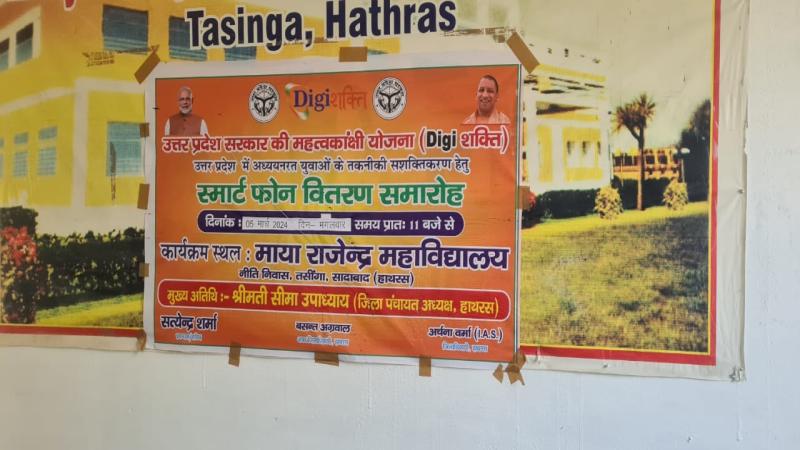 Tasinga, Hathras
Digiशक्ति
उत्तर प्रदेश सरकार की महत्वकांक्षी योजना (Digi शक्ति)
उत्तर प्रदेश में अध्ययनरत युवाओं के तकनीकी सशक्तिकरण हेतु
स्मार्ट फोन वितरण समारोह
दिनांक : 05 मार्च 2024 दिन- मंगलवार समय प्रातः 11 बजे से
कार्यक्रम स्थल : माया राजेन्द्र महाविद्यालय
नीति निवास, तसींगा, सादाबाद (हाथरस)
मुख्य अतिथि :- श्रीमती सीमा उपाध्याय (जिला पंचायत अध्यक्ष, हाथरस)
सत्येन्द्र शर्मा बसन्त अग्रवाल अर्चना वर्मा (I.A.S.)